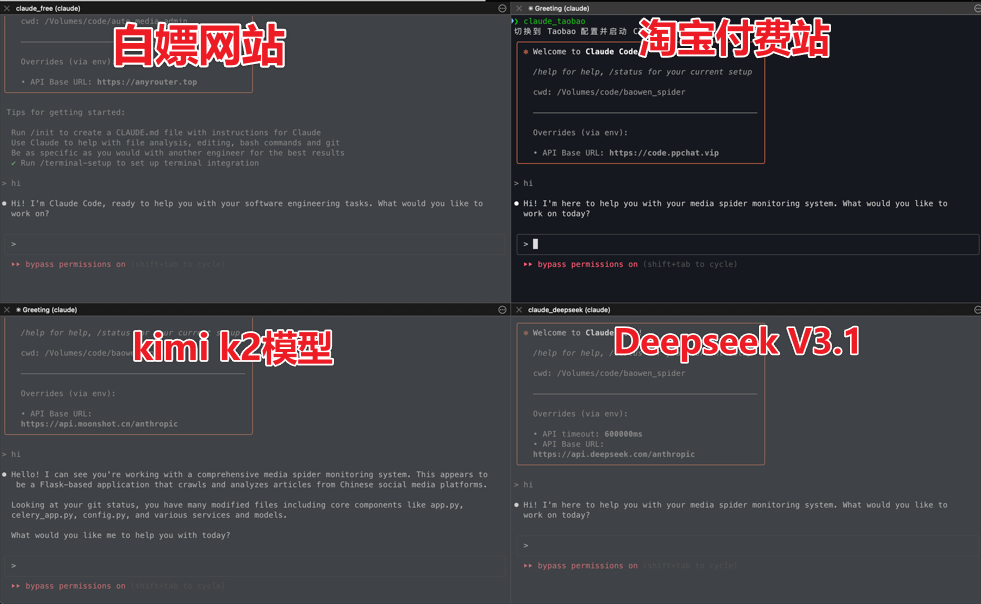 claude_free (claude)
cwd: /Volumes/code/auto_media_admin
白嫖网站
Overrides (via env)
• API Base URL: https://anyrouter.top
Tips for getting started:
Run /init to create a CLAUDE.md file with instructions for Claude
Use Claude to help with file analysis, editing, bash commands and git
Be as specific as you would with another engineer for the best results
✔ Run /terminal-setup to set up terminal integration
> hi
● Hi! I'm Claude Code, ready to help you with your software engineering tasks. What would you like to
work on?
>
▸▸ bypass permissions on (shift+tab to cycle)
✳ Greeting (claude)
❯ claude_taobao
切换到 Taobao 配置并启动 C
淘宝付费站
Welcome to Claude Code
/help for help, /status for your current setup
cwd: /Volumes/code/baowen_spider
Overrides (via env):
• API Base URL: https://code.ppchat.vip
> hi
● Hi! I'm here to help you with your media spider monitoring system. What would you like to
work on today?
>
▸▸ bypass permissions on (shift+tab to cycle)
✳ Greeting (claude)
/help for help, /status for your current setup
cwd: /Volumes/code/baowen
kimi k2模型
Overrides (via env):
• API Base URL:
https://api.moonshot.cn/anthropic
> hi
● Hello! I can see you're working with a comprehensive media spider monitoring system. This appears to
be a Flask-based application that crawls and analyzes articles from Chinese social media platforms.
Looking at your git status, you have many modified files including core components like app.py,
celery_app.py, config.py, and various services and models.
What would you like me to help you with today?
>
▸▸ bypass permissions on (shift+tab to cycle)
claude_deepseek (claude)
Welcome to Claude
Deepseek V3.1
/help for help,
cwd: /Volumes/code/baowen_spider
Overrides (via env):
• API timeout: 600000ms
• API Base URL:
https://api.deepseek.com/anthropic
> hi
● Hi! I'm here to help you with your media spider monitoring system. What would you like to
work on today?
>
▸▸ bypass permissions on (shift+tab to cycle)